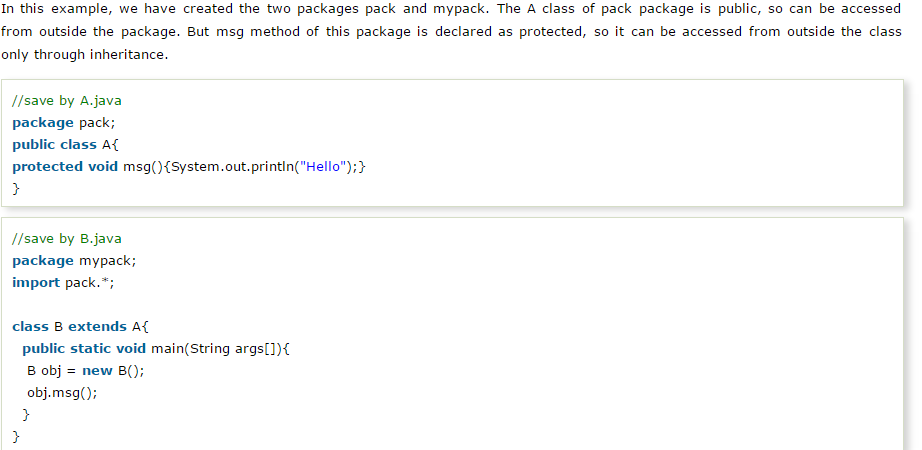 In this example, we have created the two packages pack and mypack. The A class of pack package is public, so can be accessed
from outside the package. But msg method of this package is declared as protected, so it can be accessed from outside the class
only through inheritance.
//save by A.java
package pack;
public class A{
protected void msg(){System.out.println("Hello");}
}
//save by B.java
package mypack;
import pack.*;
class B extends A{
public static void main(String args[]){
B obj = new B();
obj.msg();
}
}